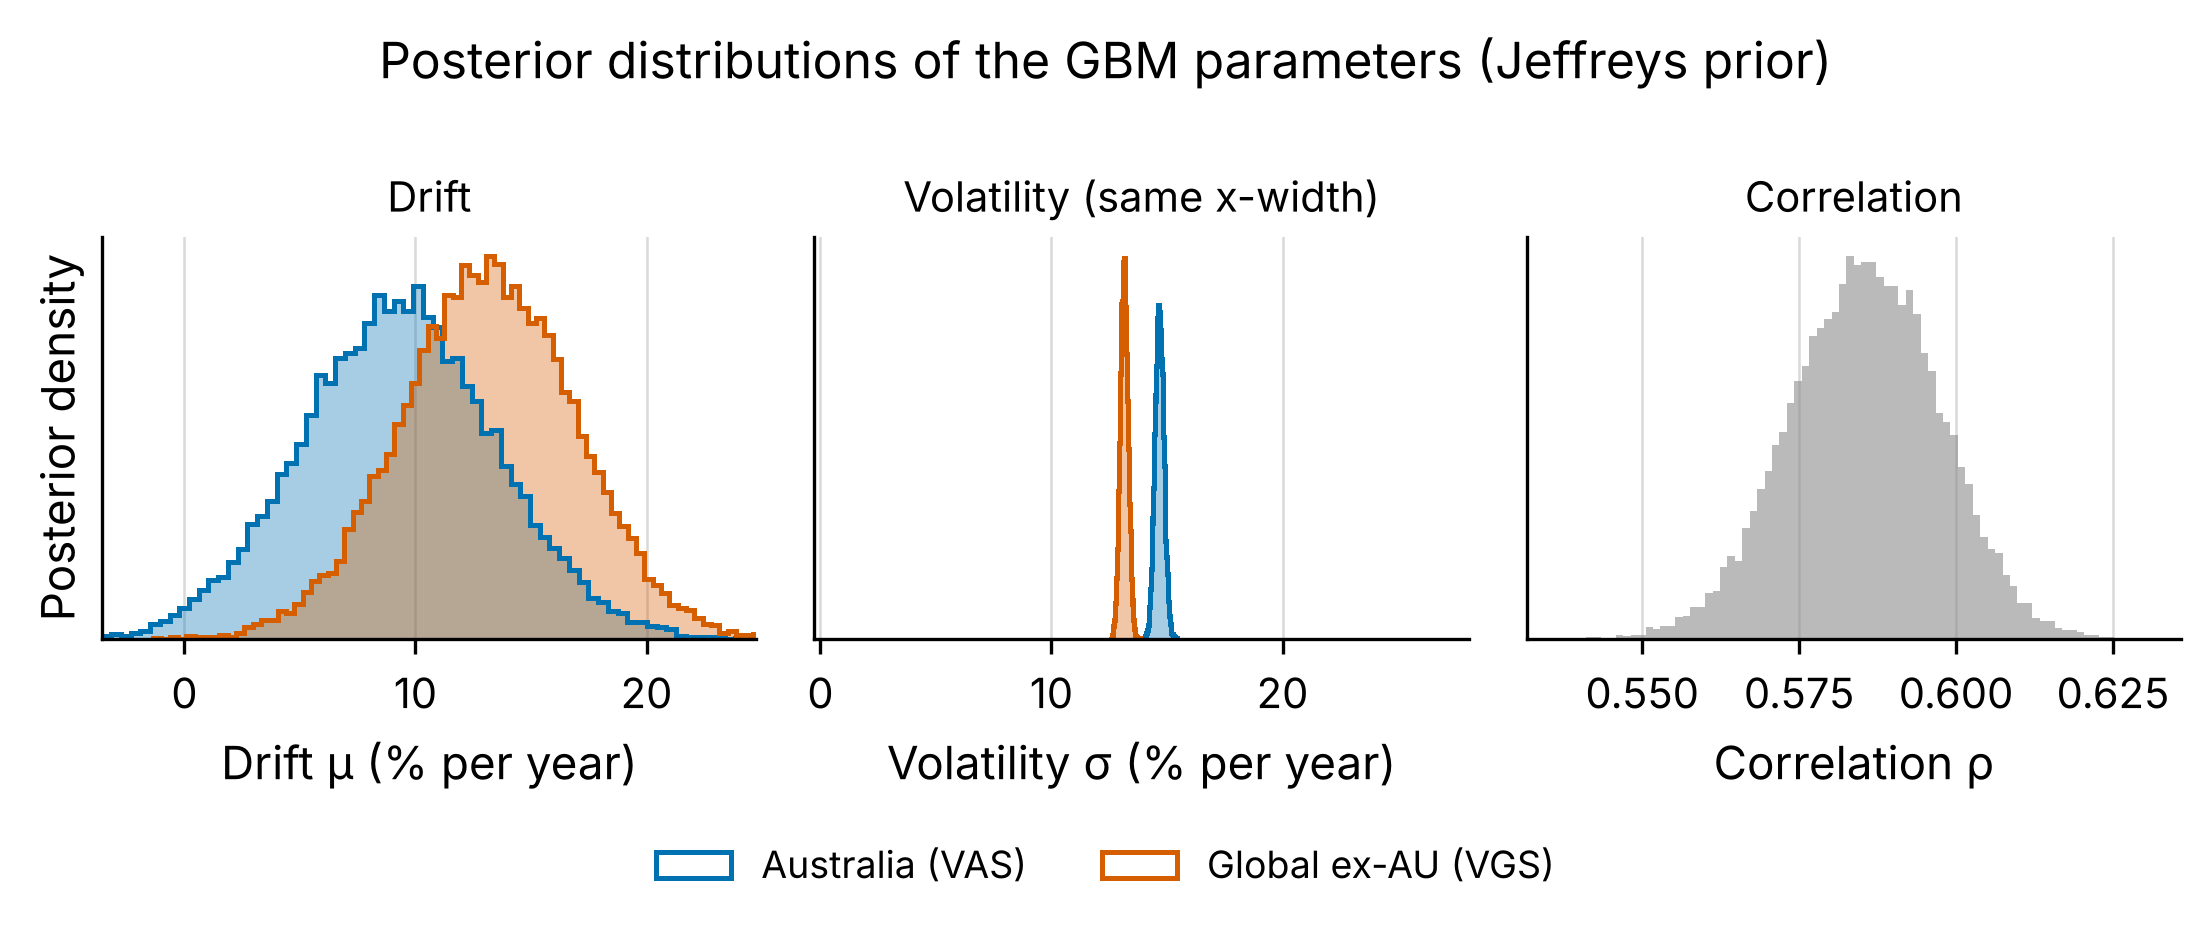 Posterior distributions of the GBM parameters (Jeffreys prior)
Drift
Volatility (same x-width)
Correlation
Posterior density
0 10 20
0 10 20
0.550 0.575 0.600 0.625
Drift μ (% per year)
Volatility σ (% per year)
Correlation ρ
Australia (VAS)
Global ex-AU (VGS)